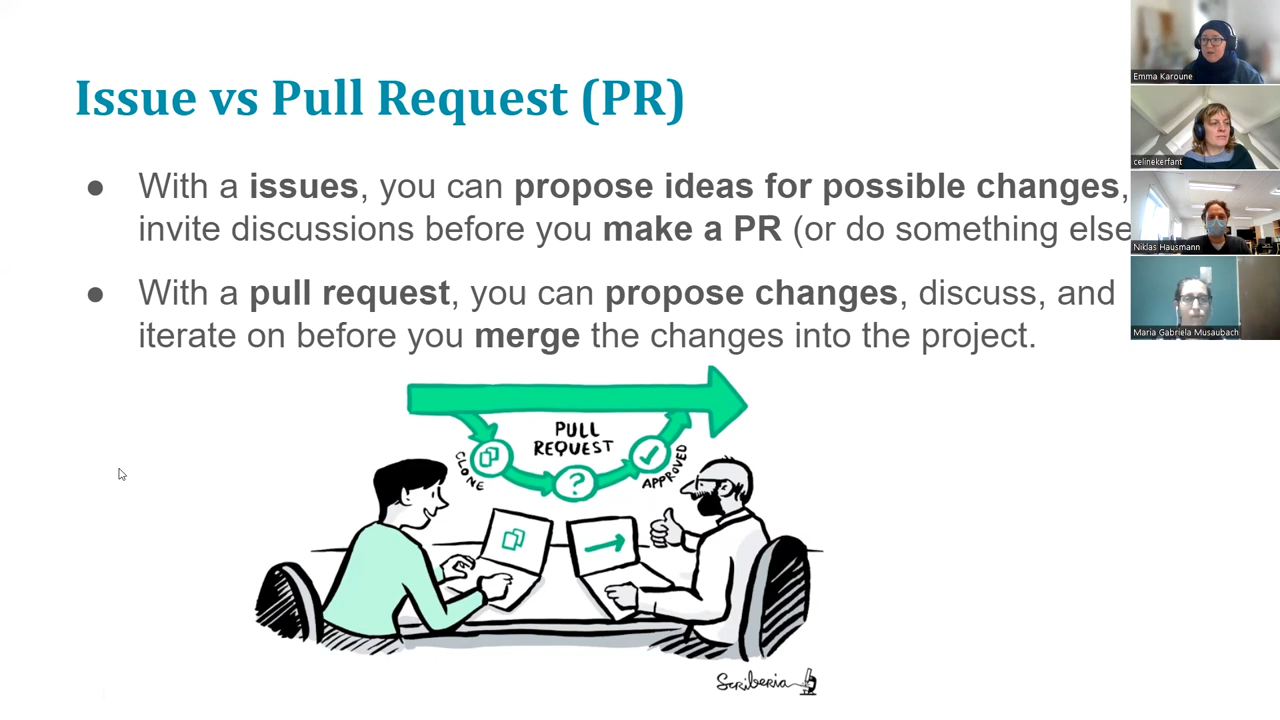 Issue vs Pull Request (PR)
● With a issues, you can propose ideas for possible changes,
invite discussions before you make a PR (or do something else
● With a pull request, you can propose changes, discuss, and
iterate on before you merge the changes into the project.
PULL
REQUEST
CLONE
?
APPROVED
Scriberia
Emma Karoune
celinekerfant
Niklas Hausmann
Maria Gabriela Musaubach